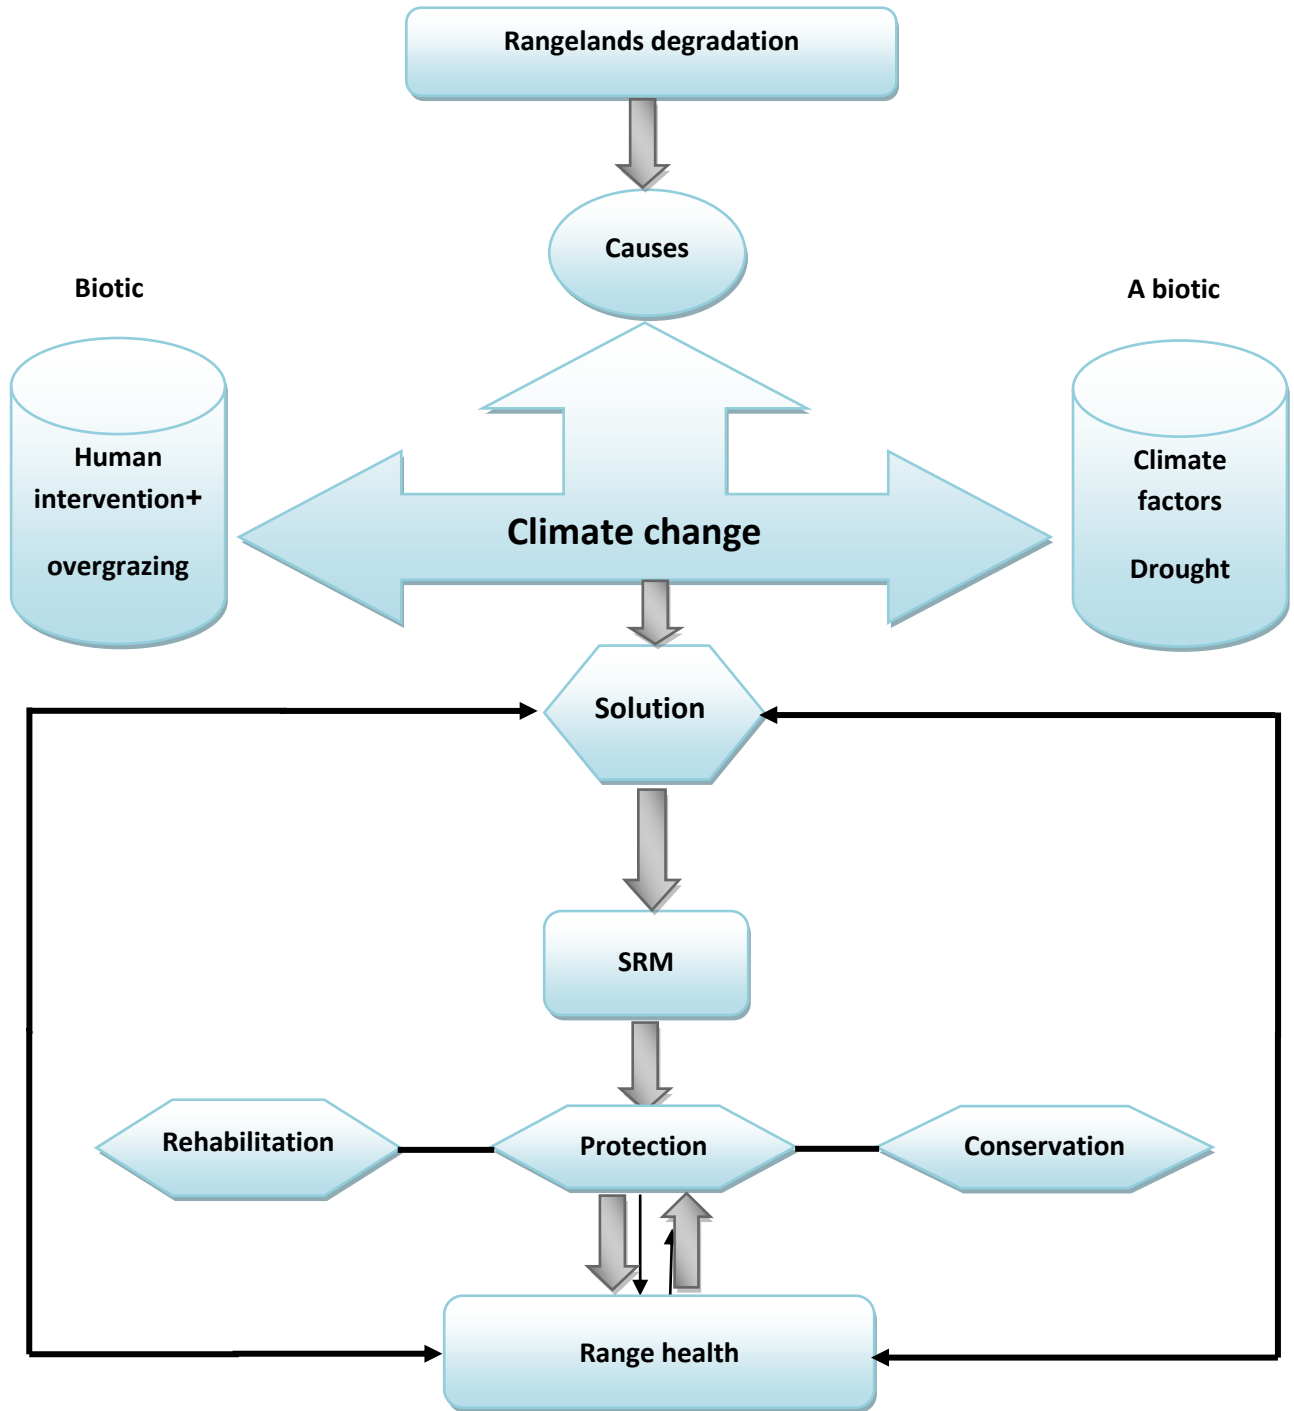 Rangelands degradation
Causes
Biotic
A biotic
Human
intervention+
overgrazing
Climate change
Climate
factors
Drought
Solution
SRM
Rehabilitation
Protection
Conservation
Range health